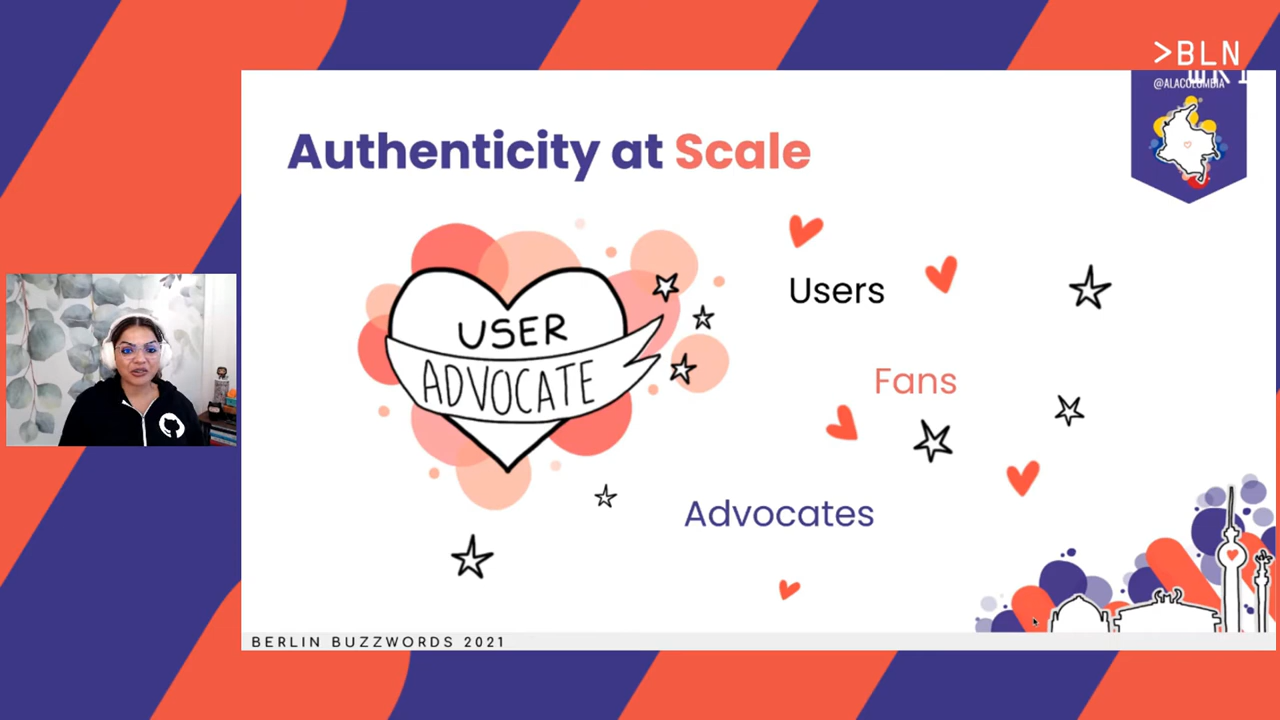 >BLN
@ALACOLOMBIA
Authenticity at Scale
USER
ADVOCATE
Users
Fans
Advocates
BERLIN BUZZWORDS 2021